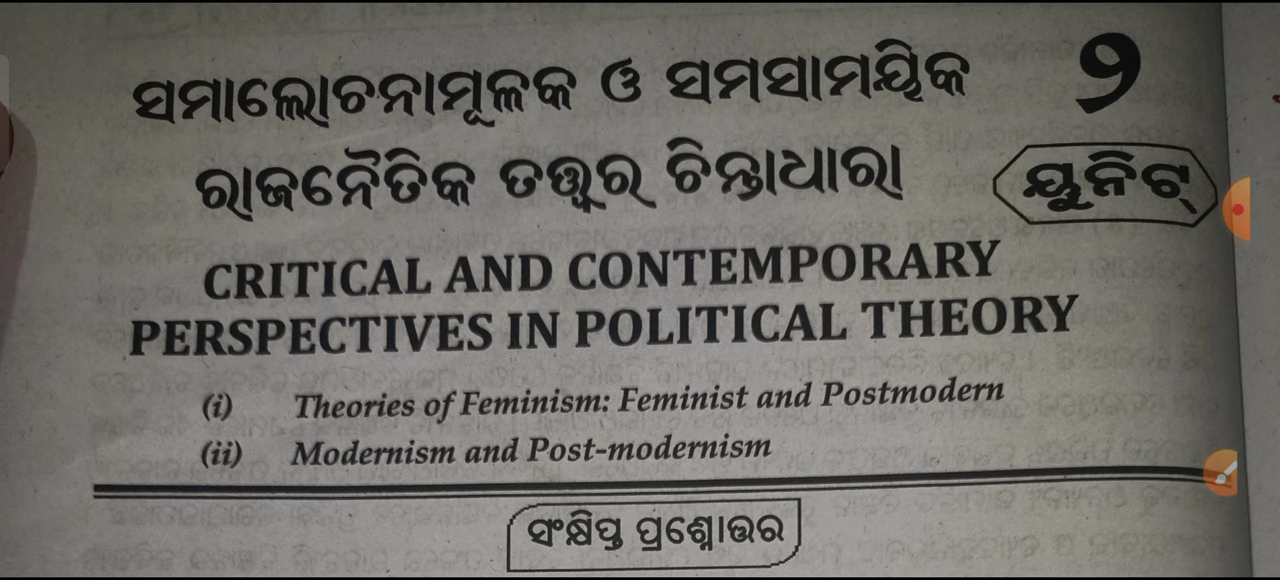 ସମାଲୋଚନାମୂଳକ ଓ ସମସାମୟିକ ୨
ରାଜନୈତିକ ତତ୍ତ୍ୱର ଚିନ୍ତାଧାରା ୟୁନିଟ୍
CRITICAL AND CONTEMPORARY
PERSPECTIVES IN POLITICAL THEORY
(i) Theories of Feminism: Feminist and Postmodern
(ii) Modernism and Post-modernism
ସଂକ୍ଷିପ୍ତ ପ୍ରଶ୍ନୋତ୍ତର